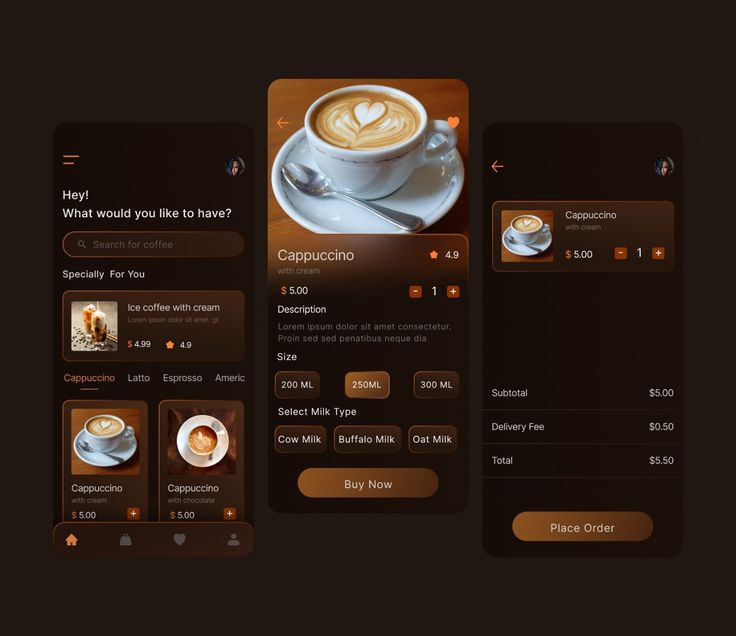 Hey!
What would you like to have?
Search for coffee
Specially For You
Ice coffee with cream
Lorem ipsum dolor sit amet gt
$ 4.99
4.9
Cappuccino
Latto
Esprosso
Americ
Cappuccino
with cream
$ 5.00
+
Cappuccino
with chocolate
$ 5.00
+
Cappuccino
4.9
with cream
$ 5.00
- 1 +
Description
Lorem ipsum dolor sit amet consectetur.
Proin sed sed penatibus neque dia
Size
200 ML
250ML
300 ML
Select Milk Type
Cow Milk
Buffalo Milk
Oat Milk
Buy Now
Cappuccino
with cream
$ 5.00
- 1 +
Subtotal $5.00
Delivery Fee $0.50
Total $5.50
Place Order